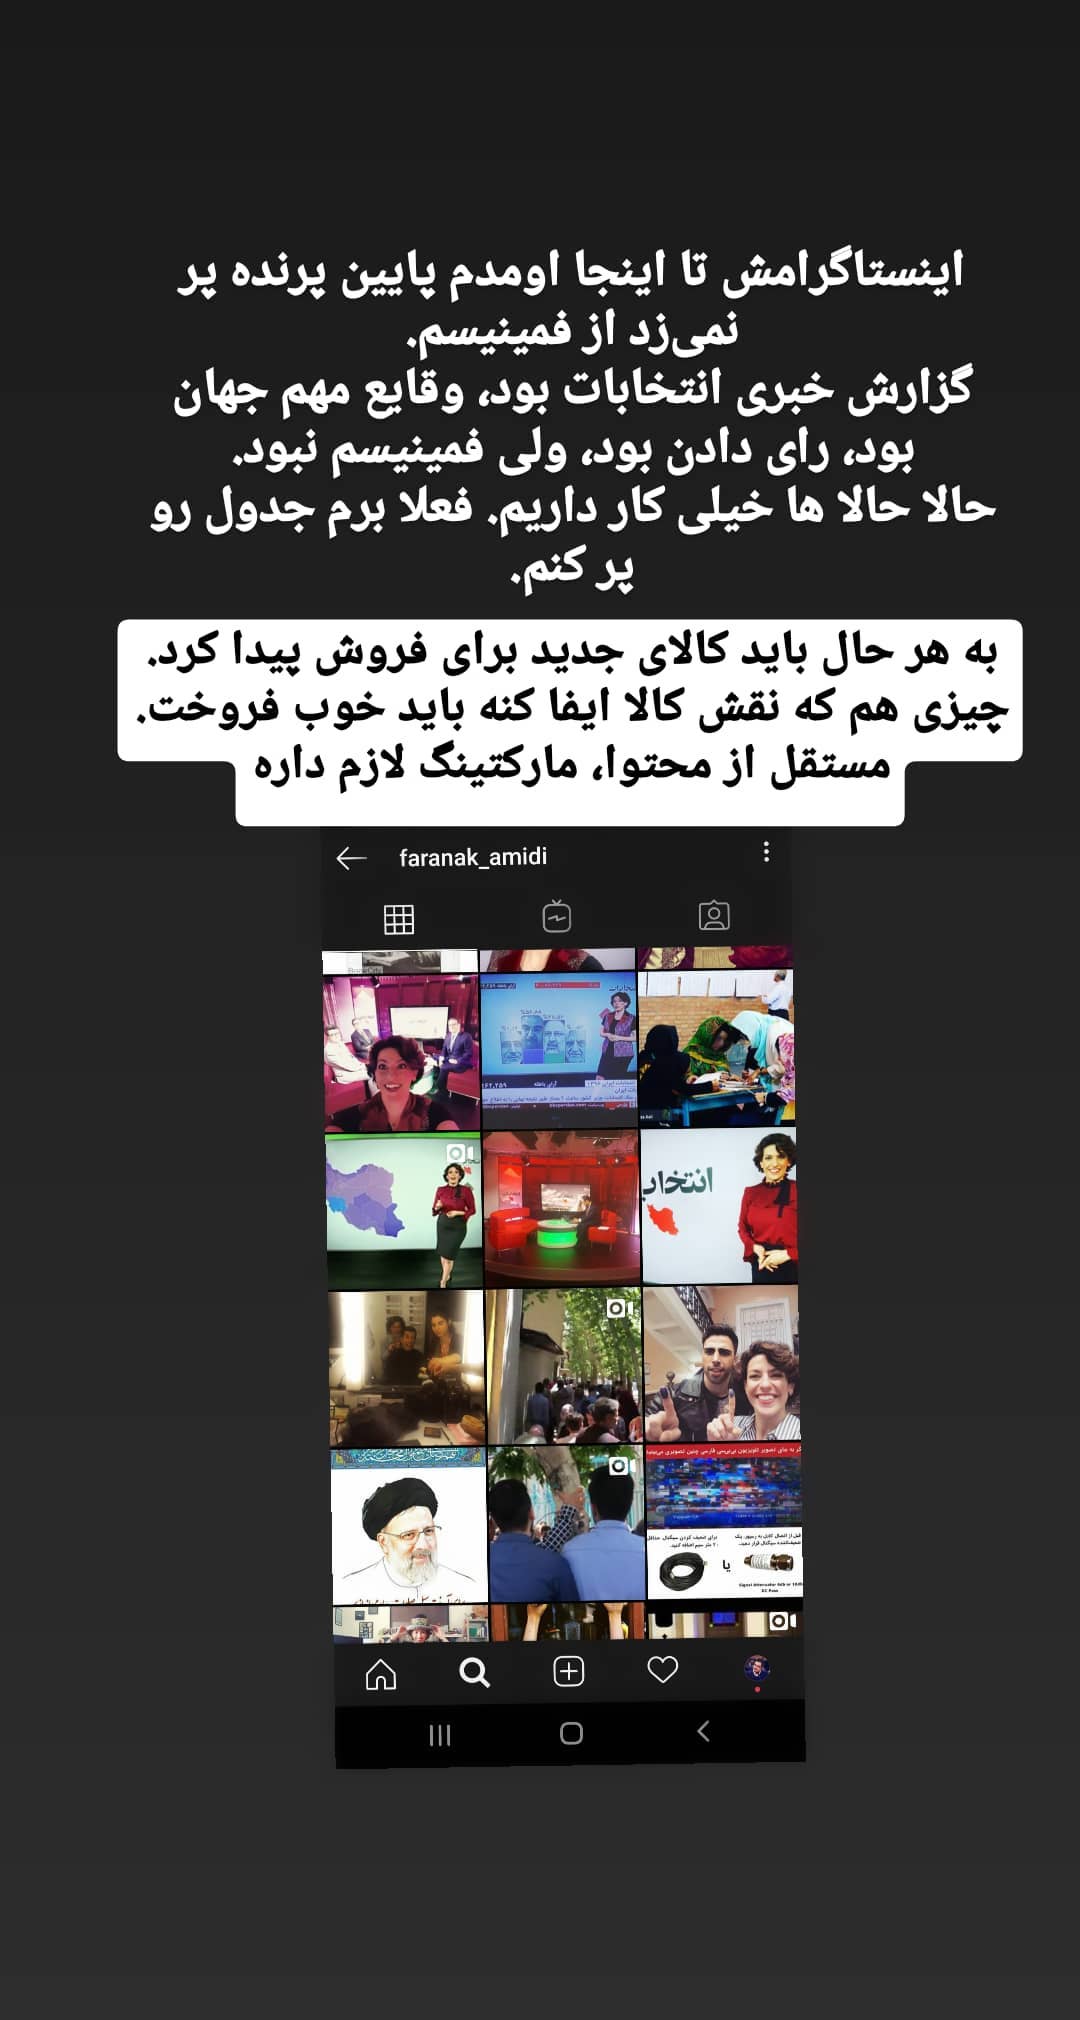 اینستاگرامش تا اینجا اومدم پایین پرنده پر
نمی‌زد از فمینیسم.
گزارش خبری انتخابات بود، وقایع مهم جهان
بود، رای دادن بود، ولی فمینیسم نبود.
حالا حالا ها خیلی کار داریم. فعلا برم جدول رو
پر کنم.
به هر حال باید کالای جدید برای فروش پیدا کرد.
چیزی هم که نقش کالا ایفا کنه باید خوب فروخت.
مستقل از محتوا، مارکتینگ لازم داره
faranak_amidi
یا